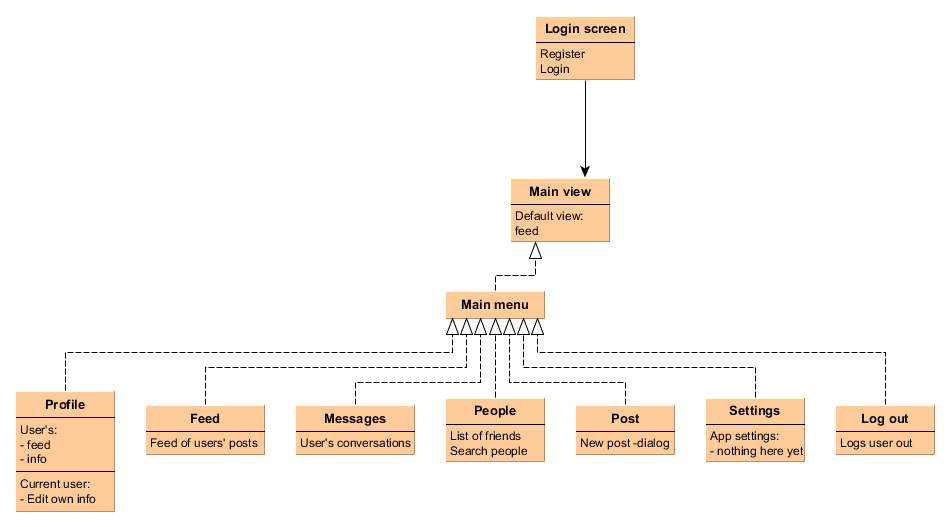 Login screen
Register
Login
Main view
Default view:
feed
Main menu
Profile
User's:
- feed
- info
Current user:
- Edit own info
Feed
Feed of users' posts
Messages
User's conversations
People
List of friends
Search people
Post
New post -dialog
Settings
App settings:
- nothing here yet
Log out
Logs user out